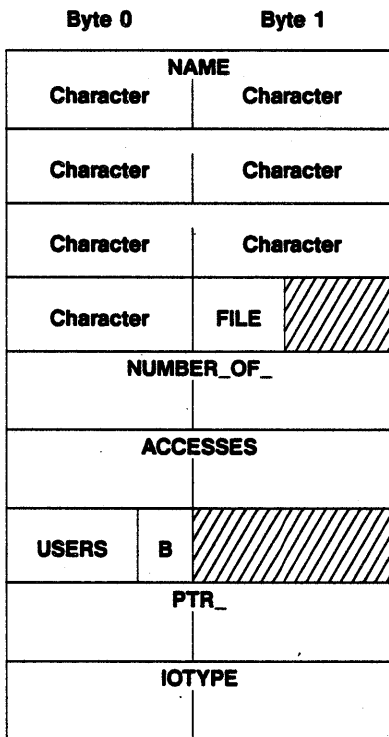 Byte 0 Byte 1
NAME
Character Character
Character Character
Character Character
Character FILE
NUMBER_OF_
ACCESSES
USERS B
PTR_
IOTYPE